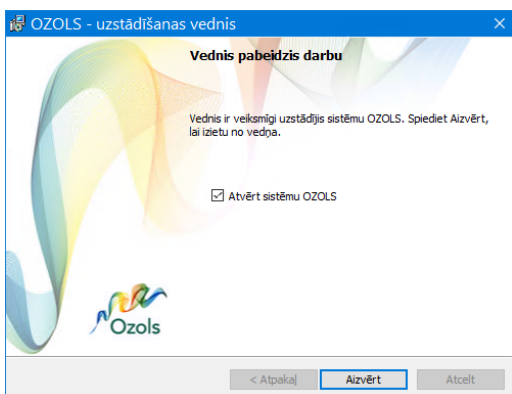 OZOLS - uzstādīšanas vednis
Vednis pabeidzis darbu
Vednis ir veiksmīgi uzstādījis sistēmu OZOLS. Spiediet Aizvērt,
lai izietu no vedņa.
Atvērt sistēmu OZOLS
Ozols
< Atpakaļ Aizvērt Atcelt